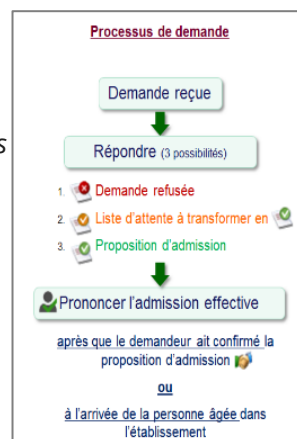 Processus de demande
Demande reçue
s
Répondre (3 possibilités)
1. Demande refusée
2. Liste d'attente à transformer en
3. Proposition d'admission
Prononcer l'admission effective
après que le demandeur ait confirmé la
proposition d'admission
ou
à l'arrivée de la personne âgée dans
l'établissement